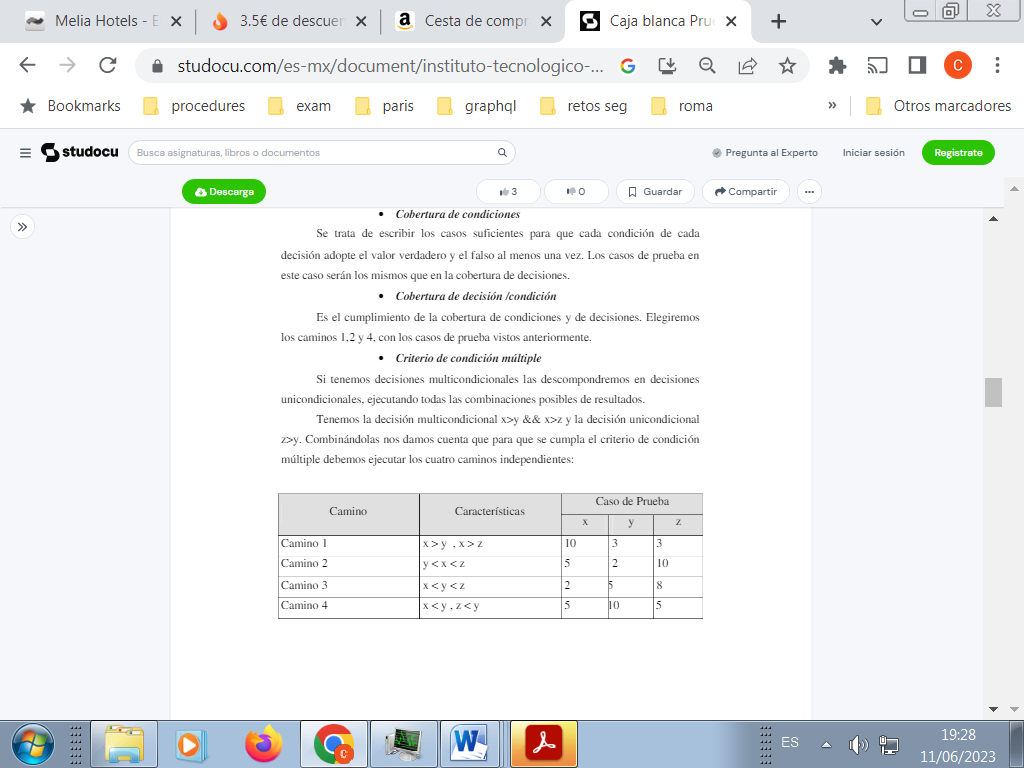 Melia Hotels - E
3.5€ de descuen
Cesta de compr
Caja blanca Prue
studocu.com/es-mx/document/instituto-tecnologico-...
C
Bookmarks procedures exam paris graphql retos seg roma » Otros marcadores
studocu Busca asignaturas, libros o documentos Pregunta al Experto Iniciar sesión Regístrate
Descarga 3 0 Guardar Compartir ...
• Cobertura de condiciones
Se trata de escribir los casos suficientes para que cada condición de cada
decisión adopte el valor verdadero y el falso al menos una vez. Los casos de prueba en
este caso serán los mismos que en la cobertura de decisiones.
• Cobertura de decisión /condición
Es el cumplimiento de la cobertura de condiciones y de decisiones. Elegiremos
los caminos 1,2 y 4, con los casos de prueba vistos anteriormente.
• Criterio de condición múltiple
Si tenemos decisiones multicondicionales las descompondremos en decisiones
unicondicionales, ejecutando todas las combinaciones posibles de resultados.
Tenemos la decisión multicondicional x>y && x>z y la decisión unicondicional
z>y. Combinándolas nos damos cuenta que para que se cumpla el criterio de condición
múltiple debemos ejecutar los cuatro caminos independientes:
Camino Características Caso de Prueba
x y z
Camino 1 x > y , x > z 10 3 3
Camino 2 y < x < z 5 2 10
Camino 3 x < y < z 2 5 8
Camino 4 x < y , z < y 5 10 5
ES
19:28
11/06/2023